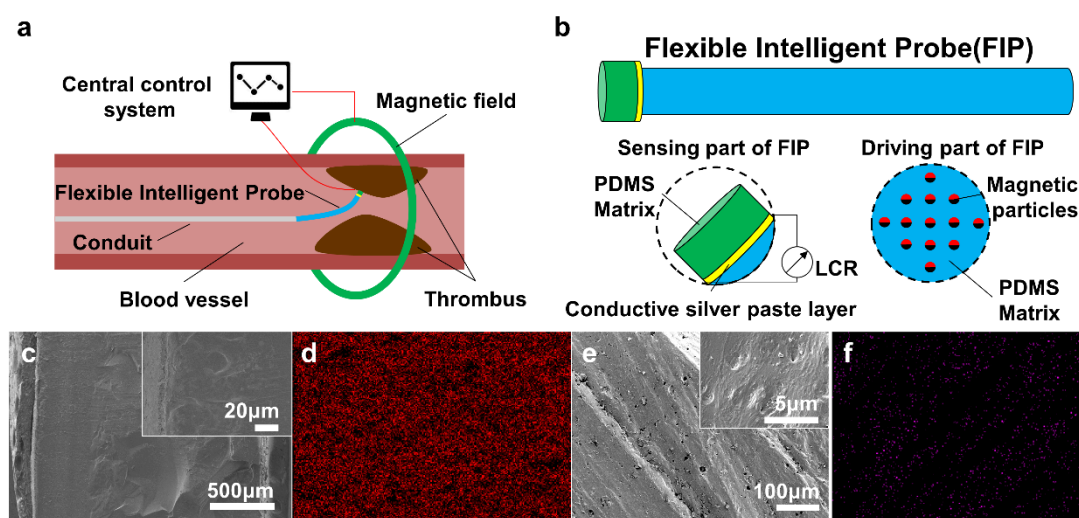 a
Central control
system
Magnetic field
Flexible Intelligent Probe
Conduit
Blood vessel
Thrombus
b
Flexible Intelligent Probe(FIP)
Sensing part of FIP
Driving part of FIP
PDMS
Matrix
Magnetic
particles
LCR
Conductive silver paste layer
PDMS
Matrix
c
20μm
500μm
d
e
5μm
100μm
f